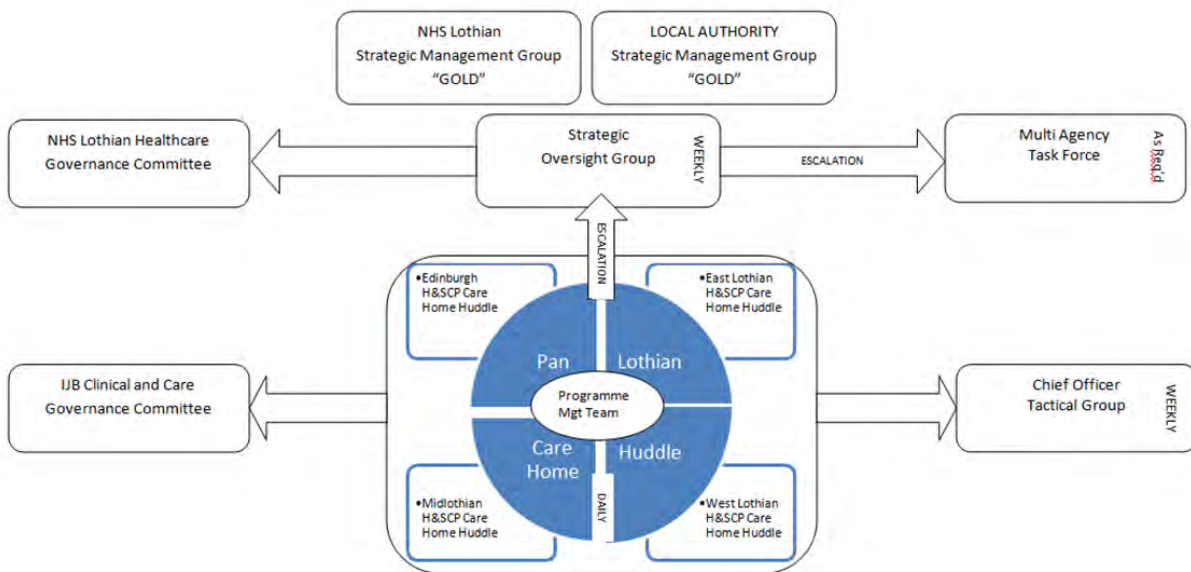 NHS Lothian
Strategic Management Group
“GOLD”
LOCAL AUTHORITY
Strategic Management Group
“GOLD”
NHS Lothian Healthcare
Governance Committee
Strategic
Oversight Group
WEEKLY
ESCALATION
Multi Agency
Task Force
As Req'd
ESCALATION
•Edinburgh
H&SCP Care
Home Huddle
•East Lothian
H&SCP Care
Home Huddle
Pan
Lothian
IJB Clinical and Care
Governance Committee
Programme
Mgt Team
Chief Officer
Tactical Group
WEEKLY
Care
Home
Huddle
DAILY
•Midlothian
H&SCP Care
Home Huddle
•West Lothian
H&SCP Care
Home Huddle